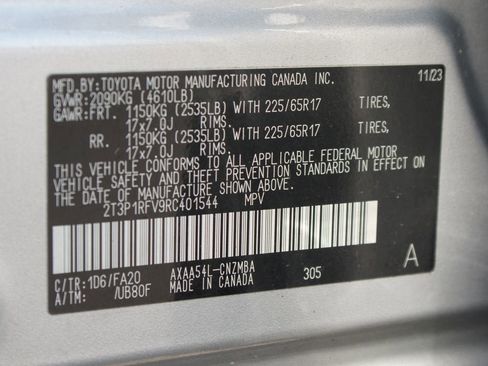 MFD.BY:TOYOTA MOTOR MANUFACTURING CANADA INC. 11/23
GVWR:2090KG (4610LB)
GAWR:FRT. 1150KG (2535LB) WITH 225/65R17 TIRES,
17x7.0J RIMS.
RR. 1150KG (2535LB) WITH 225/65R17 TIRES,
17x7.0J RIMS.
THIS VEHICLE CONFORMS TO ALL APPLICABLE FEDERAL MOTOR
VEHICLE SAFETY AND THEFT PREVENTION STANDARDS IN EFFECT ON
THE DATE OF MANUFACTURE SHOWN ABOVE.
2T3P1RFV9RC401544 MPV
C/TR:1D6/FA20 AXAA54L-CNZMBA 305 A
A/TM: /UB80F MADE IN CANADA